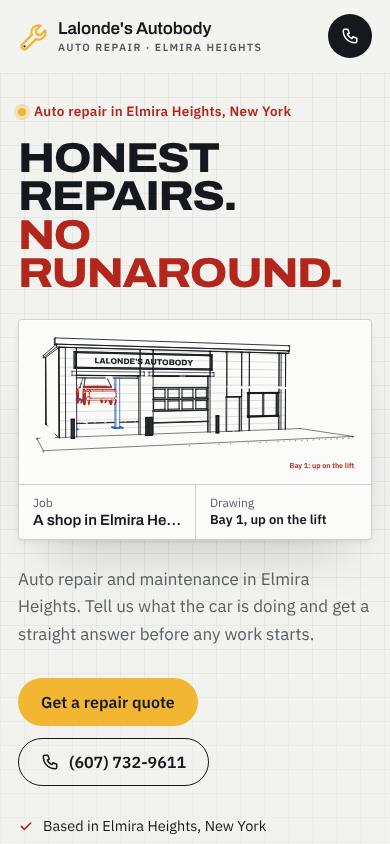 Lalonde's Autobody
AUTO REPAIR · ELMIRA HEIGHTS
Auto repair in Elmira Heights, New York
HONEST
REPAIRS.
NO
RUNAROUND.
LALONDE'S AUTOBODY
Bay 1: up on the lift
Job
A shop in Elmira He...
Drawing
Bay 1, up on the lift
Auto repair and maintenance in Elmira
Heights. Tell us what the car is doing and get a
straight answer before any work starts.
Get a repair quote
(607) 732-9611
Based in Elmira Heights, New York